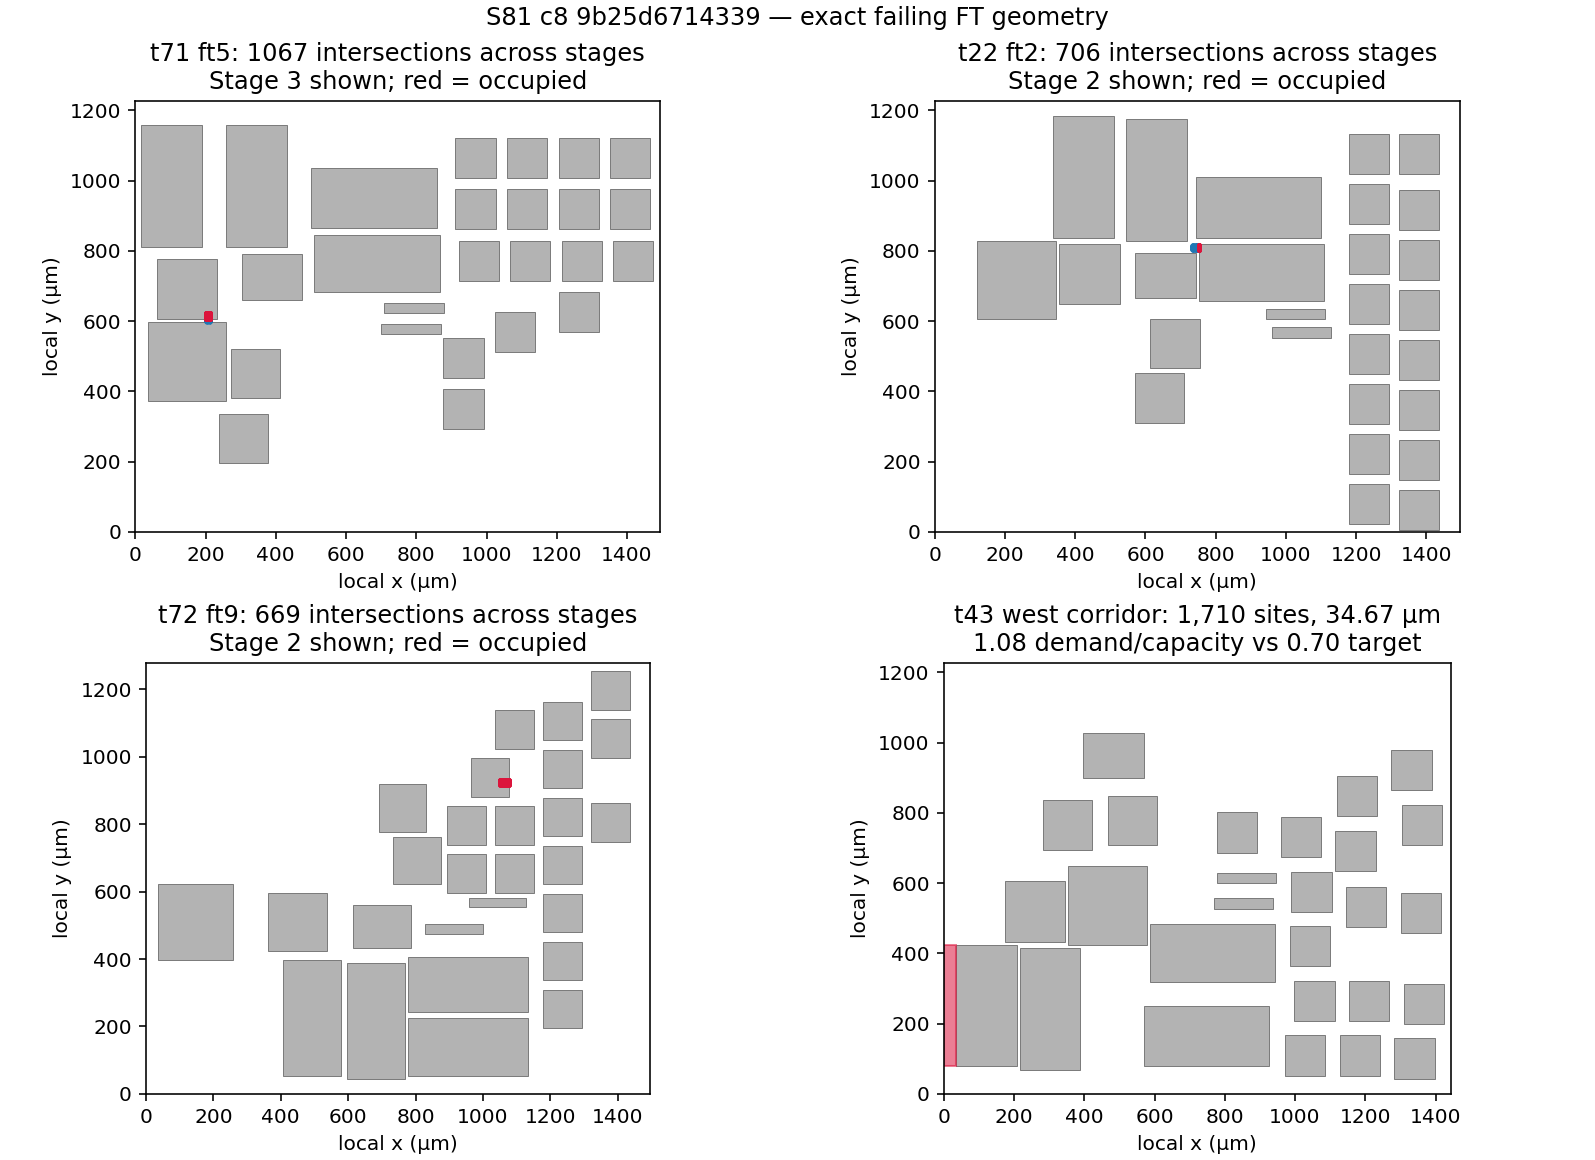 S81 c8 9b25d6714339 — exact failing FT geometry
t71 ft5: 1067 intersections across stages
Stage 3 shown; red = occupied
1200
1000
800
600
400
200
0
local y (µm)
0 200 400 600 800 1000 1200 1400
local x (µm)
t22 ft2: 706 intersections across stages
Stage 2 shown; red = occupied
1200
1000
800
600
400
200
0
local y (µm)
0 200 400 600 800 1000 1200 1400
local x (µm)
t72 ft9: 669 intersections across stages
Stage 2 shown; red = occupied
1200
1000
800
600
400
200
0
local y (µm)
0 200 400 600 800 1000 1200 1400
local x (µm)
t43 west corridor: 1,710 sites, 34.67 µm
1.08 demand/capacity vs 0.70 target
1200
1000
800
600
400
200
0
local y (µm)
0 200 400 600 800 1000 1200 1400
local x (µm)